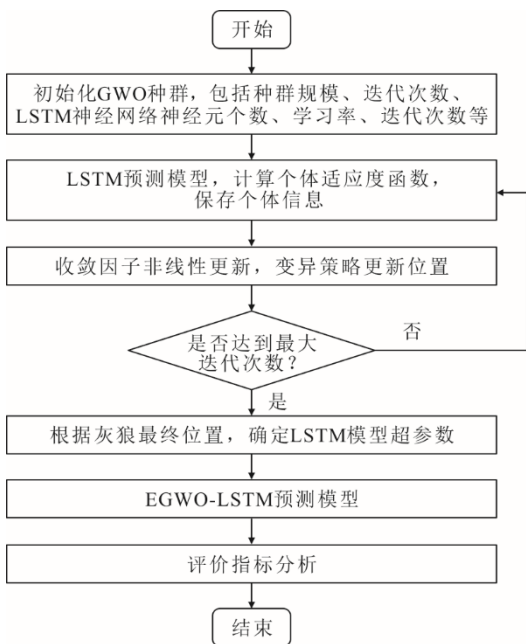 开始
初始化GWO种群，包括种群规模、迭代次数、
LSTM神经网络神经元个数、学习率、迭代次数等
LSTM预测模型，计算个体适应度函数，
保存个体信息
收敛因子非线性更新，变异策略更新位置
是否达到最大
迭代次数？
否
是
根据灰狼最终位置，确定LSTM模型超参数
EGWO-LSTM预测模型
评价指标分析
结束